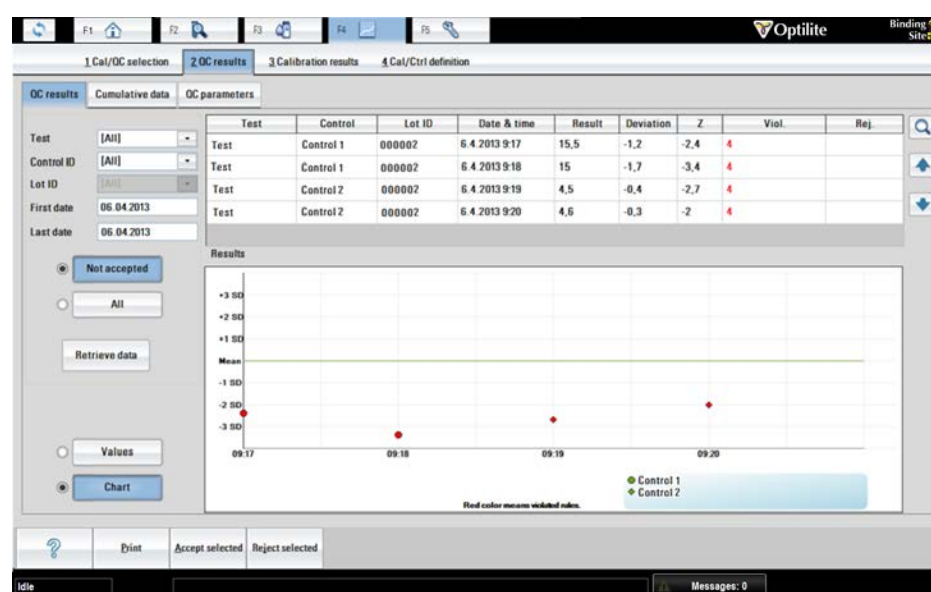 F1 F2 F3 F4 F5 Optilite Binding Site
1 Cal/QC selection 2 QC results 3 Calibration results 4 Cal/Ctrl definition
QC results Cumulative data QC parameters
Test [All]
Control ID [All]
Lot ID [All]
First date 06.04.2013
Last date 06.04.2013
Not accepted
All
Retrieve data
Values
Chart
Test Control Lot ID Date & time Result Deviation Z Viol. Rej.
Test Control 1 000002 6.4.2013 9:17 15,5 -1,2 -2,4 4
Test Control 1 000002 6.4.2013 9:18 15 -1,7 -3,4 4
Test Control 2 000002 6.4.2013 9:19 4,5 -0,4 -2,7 4
Test Control 2 000002 6.4.2013 9:20 4,6 -0,3 -2 4
Results
+3 SD
+2 SD
+1 SD
Mean
-1 SD
-2 SD
-3 SD
09:17 09:18 09:19 09:20
Control 1
Control 2
Red color means violated rules.
? Print Accept selected Reject selected
Idle Messages: 0